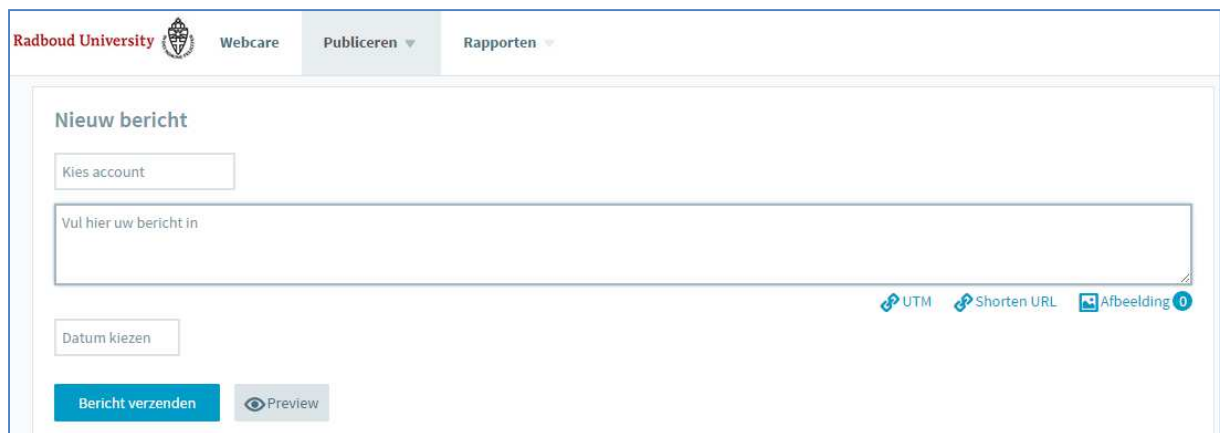 Radboud University Webcare Publiceren Rapporten
Nieuw bericht
Kies account
Vul hier uw bericht in
UTM Shorten URL Afbeelding 0
Datum kiezen
Bericht verzenden Preview